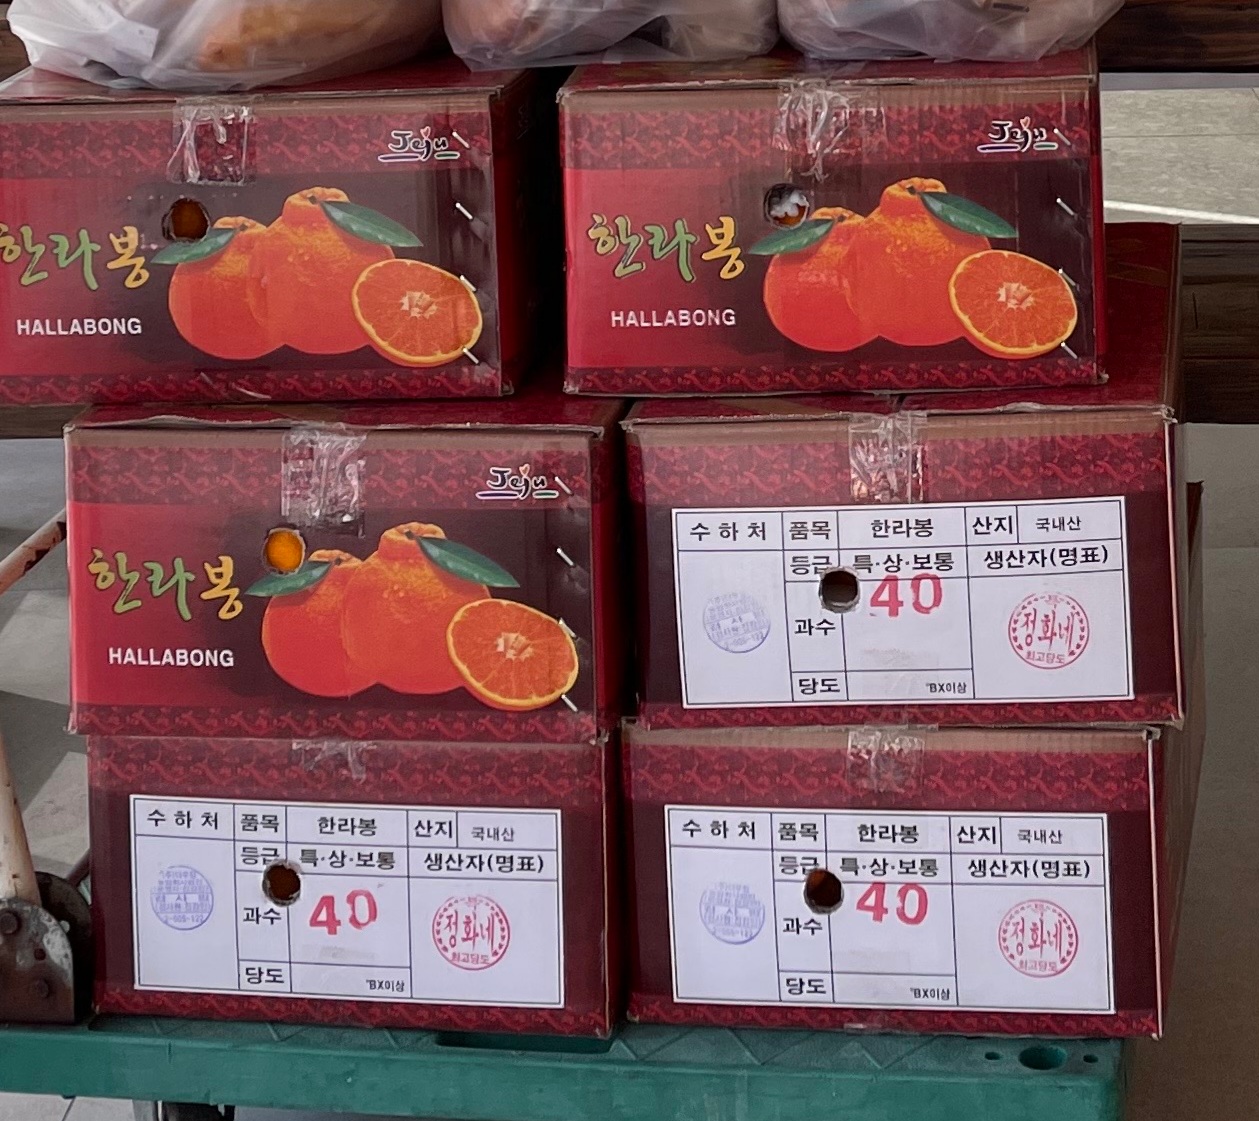 Jeju
한라봉
HALLABONG
Jeju
한라봉
HALLABONG
Jeju
한라봉
HALLABONG
수하처 품목 한라봉 산지 국내산
등급 특·상·보통 생산자(명표)
40
과수
정화네
최고당도
당도 °BX이상
수하처 품목 한라봉 산지 국내산
등급 특·상·보통 생산자(명표)
40
과수
정화네
최고당도
당도 °BX이상
수하처 품목 한라봉 산지 국내산
등급 특·상·보통 생산자(명표)
40
과수
정화네
최고당도
당도 °BX이상